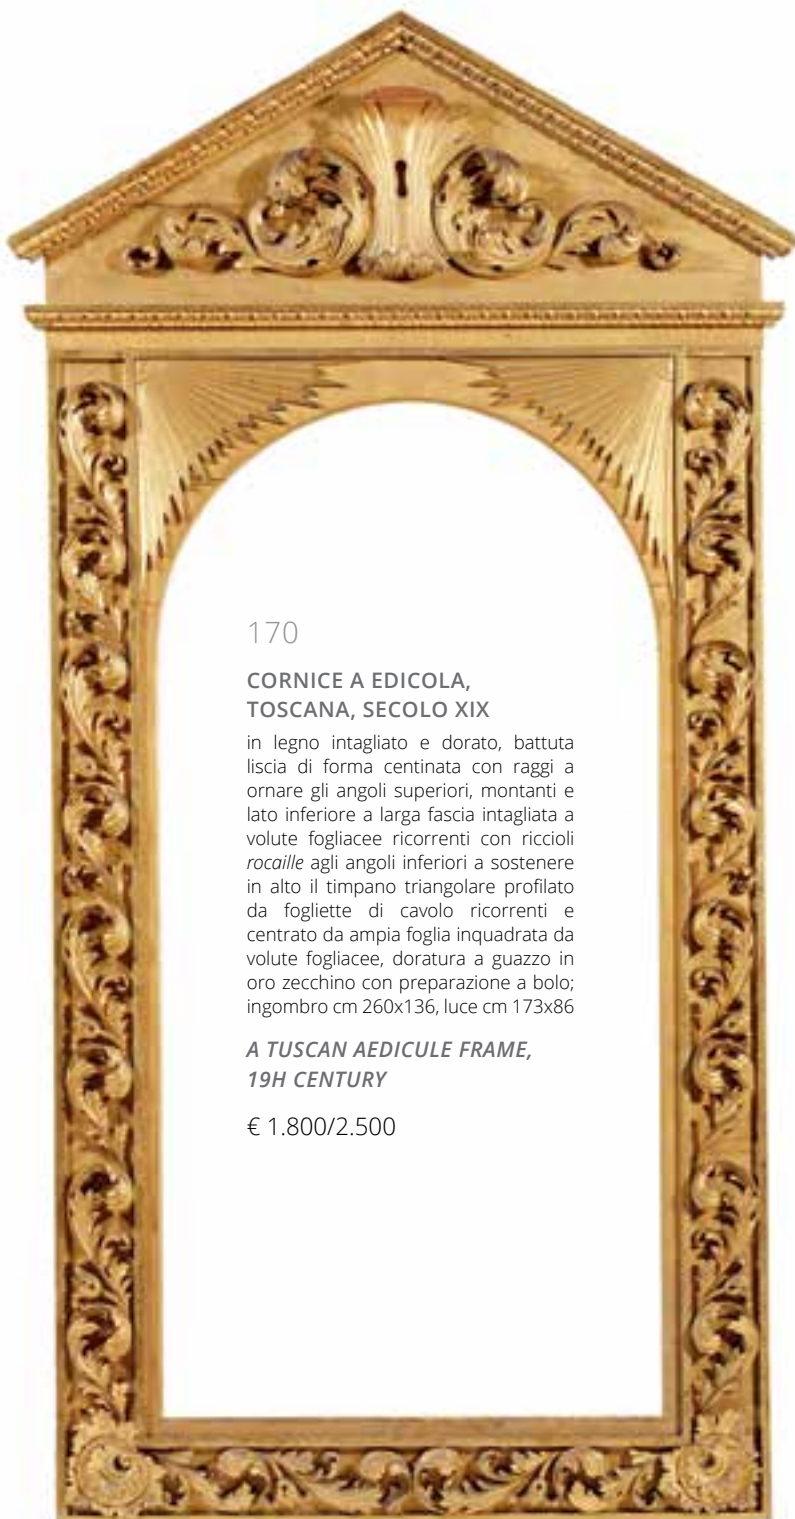 170
CORNICE A EDICOLA,
TOSCANA, SECOLO XIX
in legno intagliato e dorato, battuta
liscia di forma centinata con raggi a
ornare gli angoli superiori, montanti e
lato inferiore a larga fascia intagliata a
volute fogliacee ricorrenti con riccioli
rocaille agli angoli inferiori a sostenere
in alto il timpano triangolare profilato
da fogliette di cavolo ricorrenti e
centrato da ampia foglia inquadrata da
volute fogliacee, doratura a guazzo in
oro zecchino con preparazione a bolo;
ingombro cm 260x136, luce cm 173x86
A TUSCAN AEDICULE FRAME,
19H CENTURY
€ 1.800/2.500